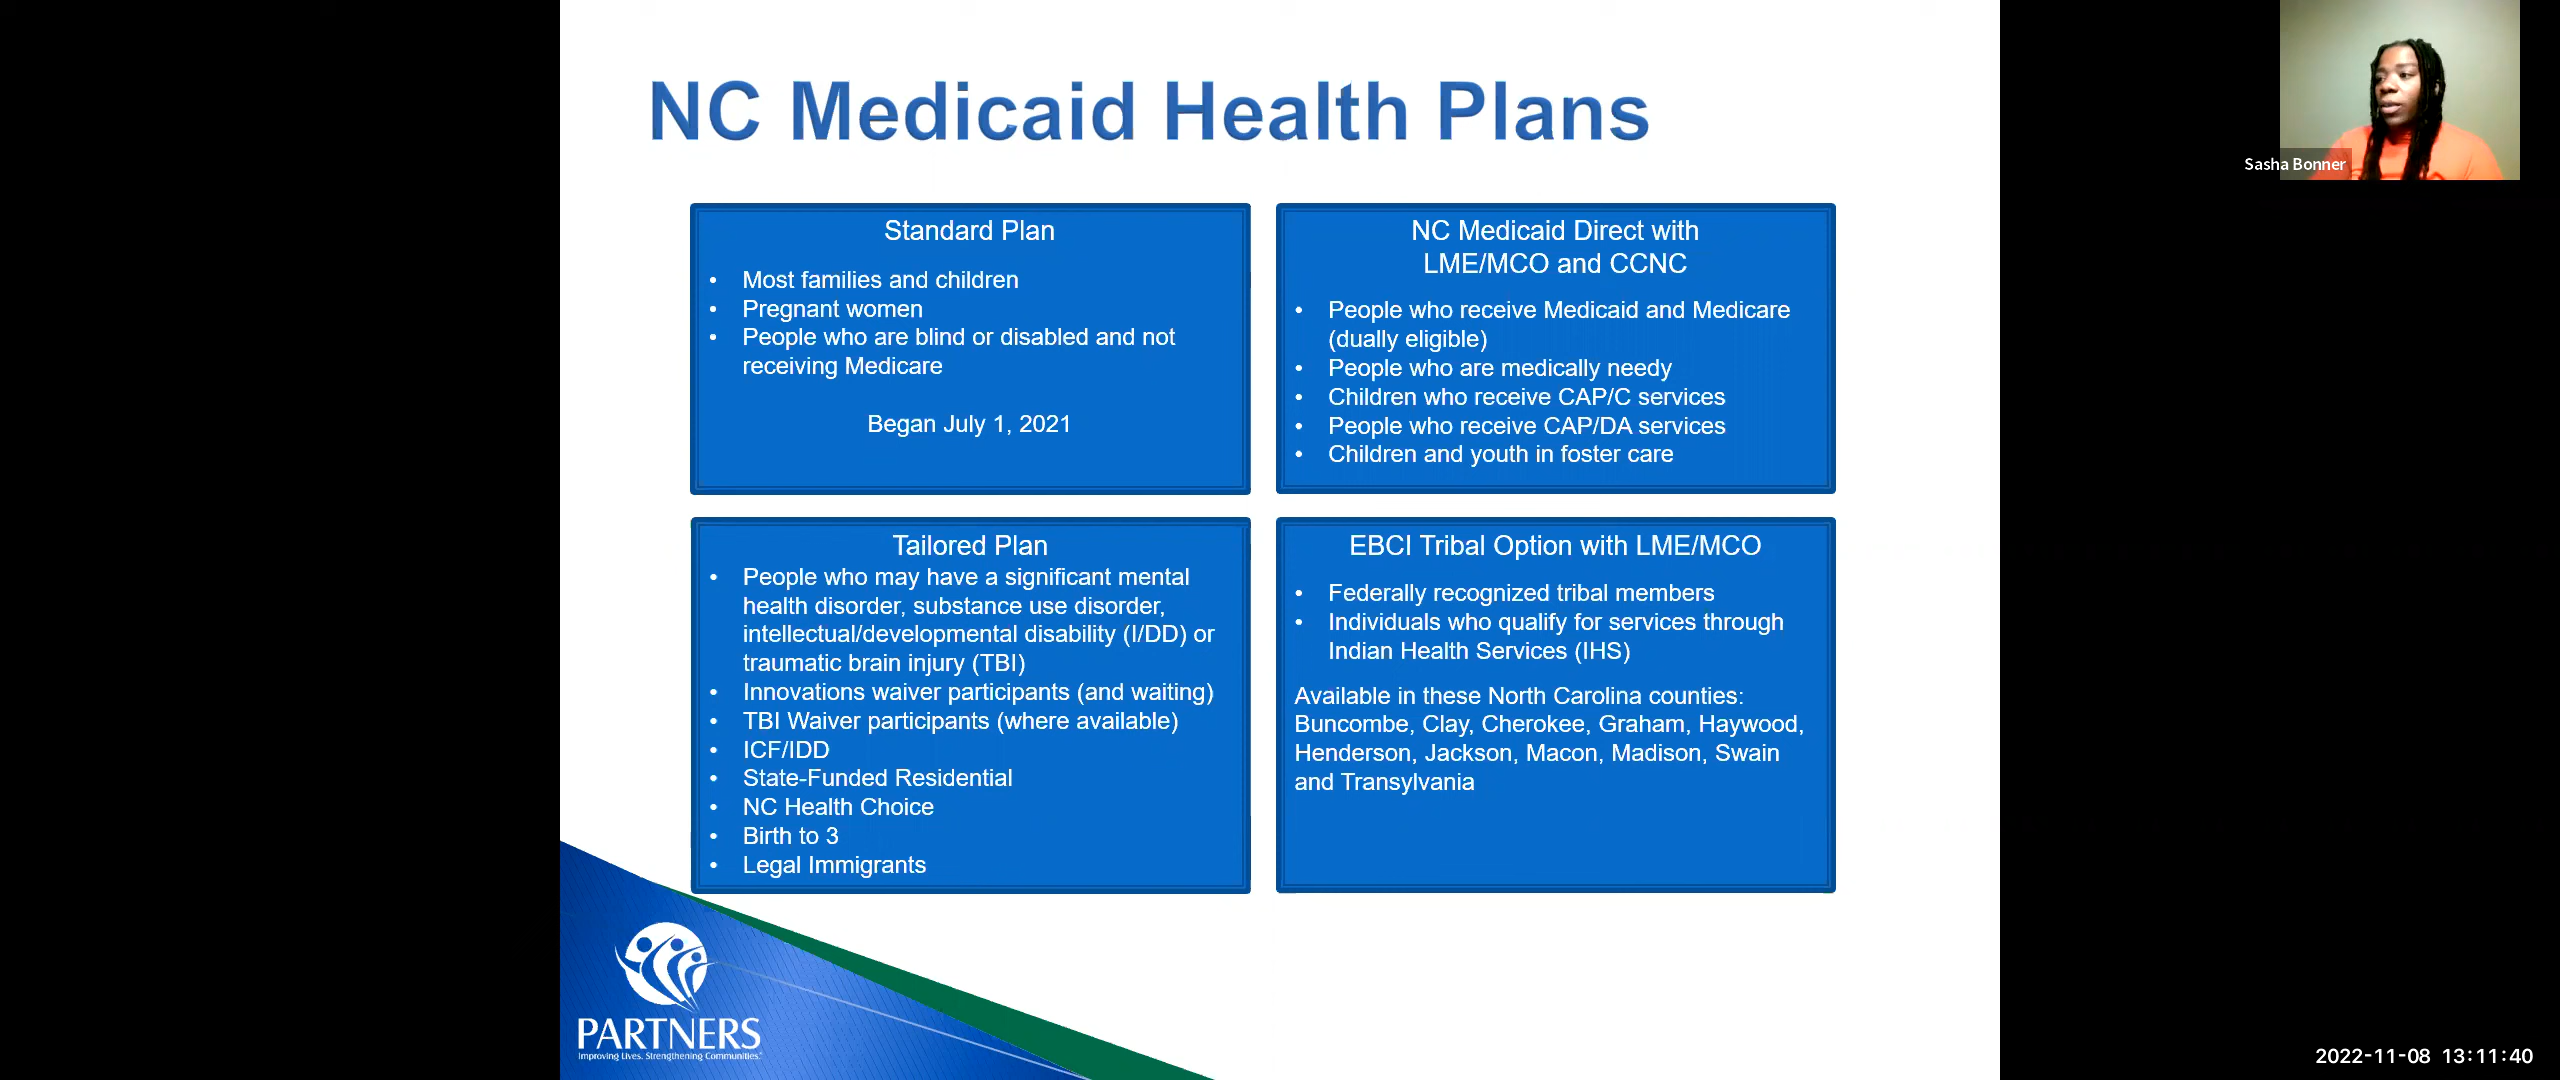 NC Medicaid Health Plans
Sasha Bonner
Standard Plan
• Most families and children
• Pregnant women
• People who are blind or disabled and not
receiving Medicare
Began July 1, 2021
NC Medicaid Direct with
LME/MCO and CCNC
• People who receive Medicaid and Medicare
(dually eligible)
• People who are medically needy
• Children who receive CAP/C services
• People who receive CAP/DA services
• Children and youth in foster care
Tailored Plan
• People who may have a significant mental
health disorder, substance use disorder,
intellectual/developmental disability (I/DD) or
traumatic brain injury (TBI)
• Innovations waiver participants (and waiting)
• TBI Waiver participants (where available)
• ICF/IDD
• State-Funded Residential
• NC Health Choice
• Birth to 3
• Legal Immigrants
EBCI Tribal Option with LME/MCO
• Federally recognized tribal members
• Individuals who qualify for services through
Indian Health Services (IHS)
Available in these North Carolina counties:
Buncombe, Clay, Cherokee, Graham, Haywood,
Henderson, Jackson, Macon, Madison, Swain
and Transylvania
PARTNERS
Improving Lives. Strengthening Communities.
2022-11-08 13:11:40